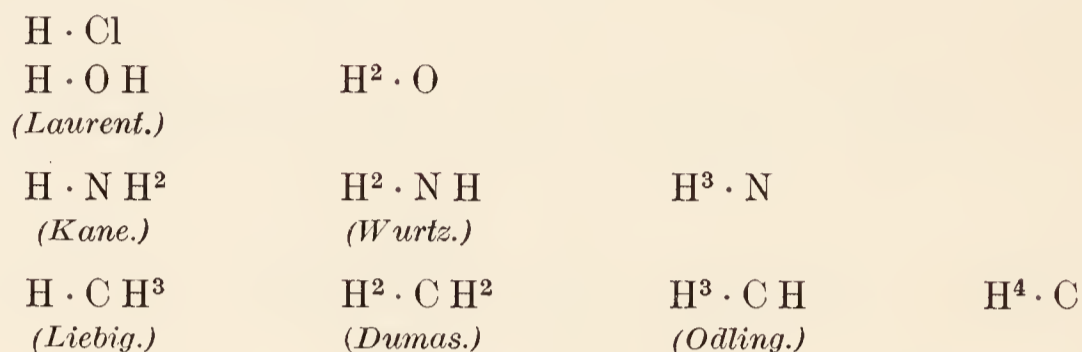 H · Cl
H · O H H² · O
(Laurent.)
H · N H² H² · N H H³ · N
(Kane.) (Wurtz.)
H · C H³ H² · C H² H³ · C H H⁴ · C
(Liebig.) (Dumas.) (Odling.)